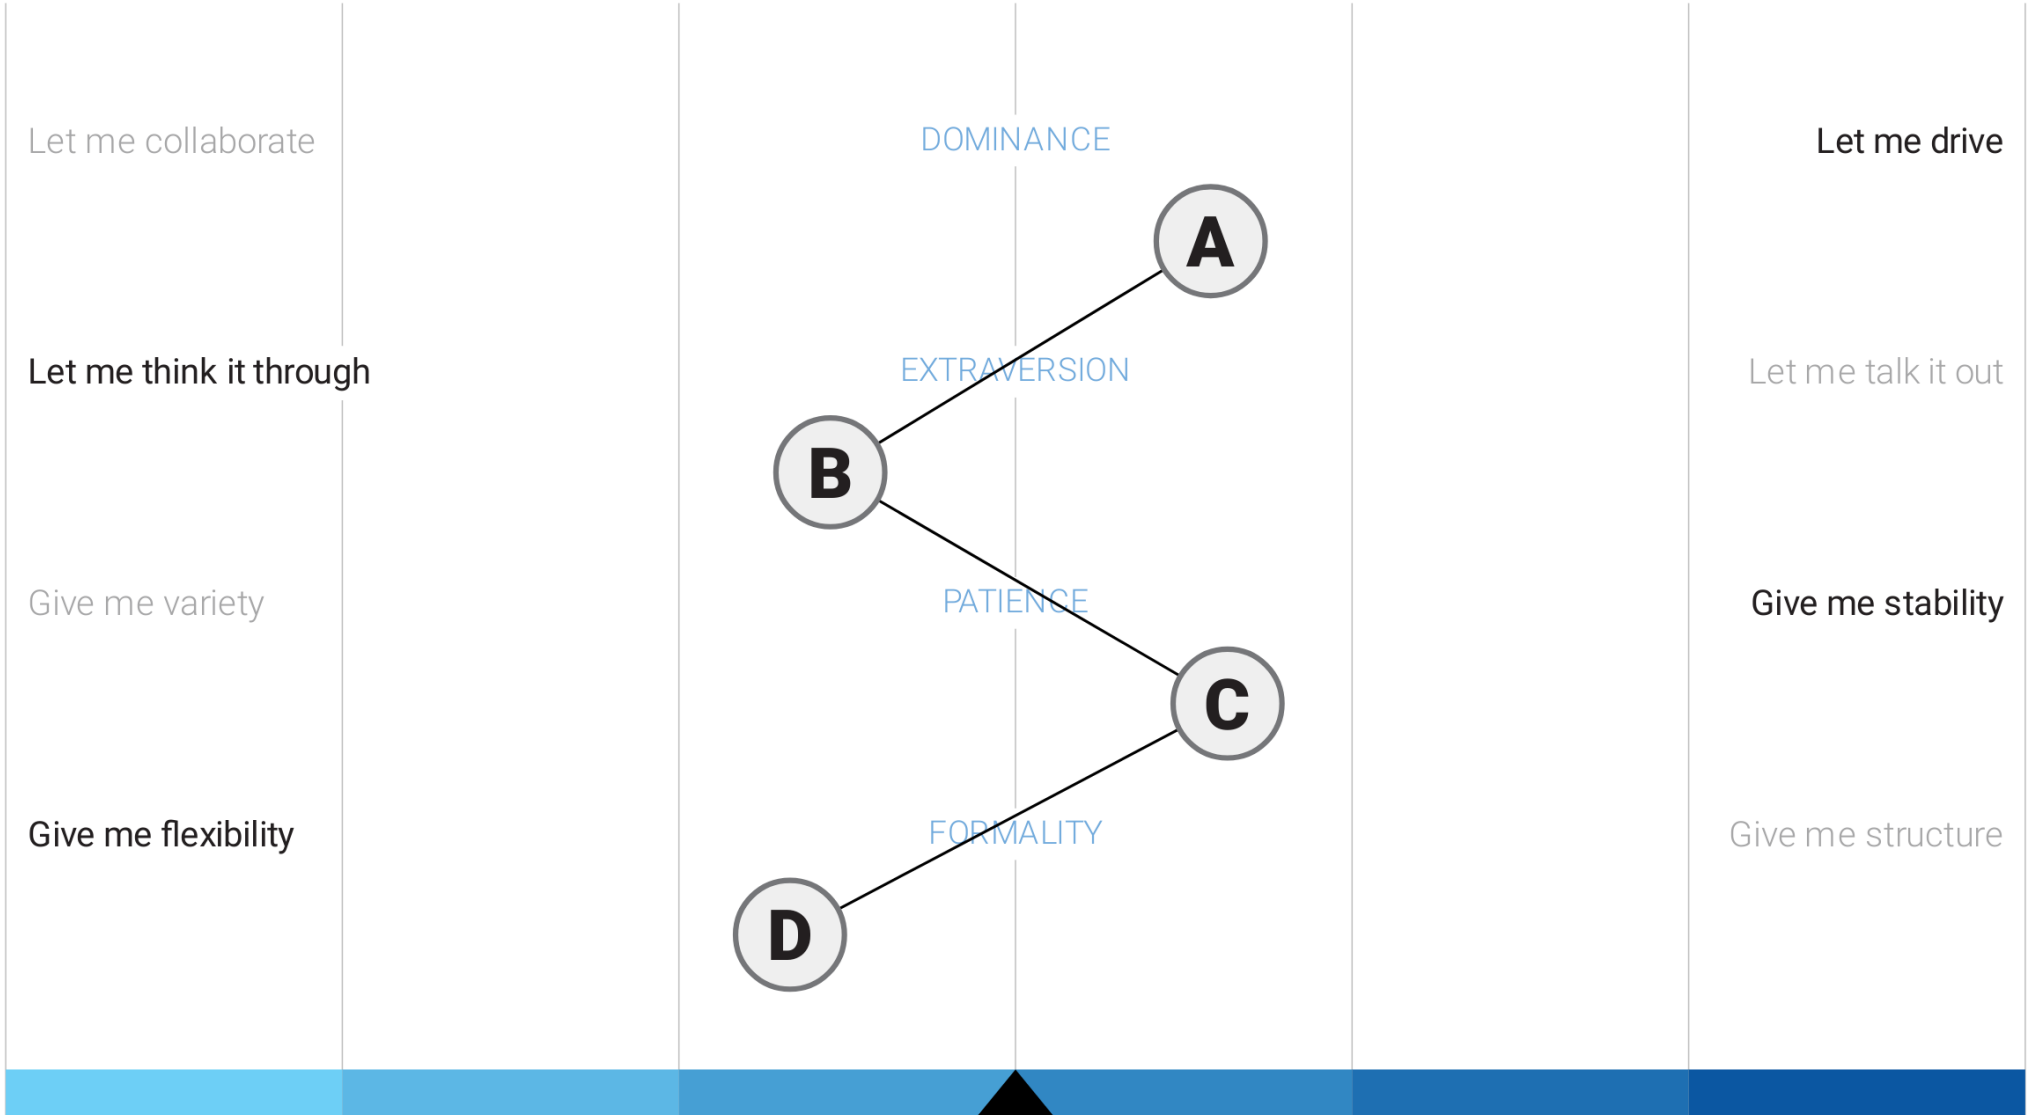 DOMINANCE
Let me collaborate
Let me drive
A
EXTRAVERSION
Let me think it through
Let me talk it out
B
PATIENCE
Give me variety
Give me stability
C
FORMALITY
Give me flexibility
Give me structure
D